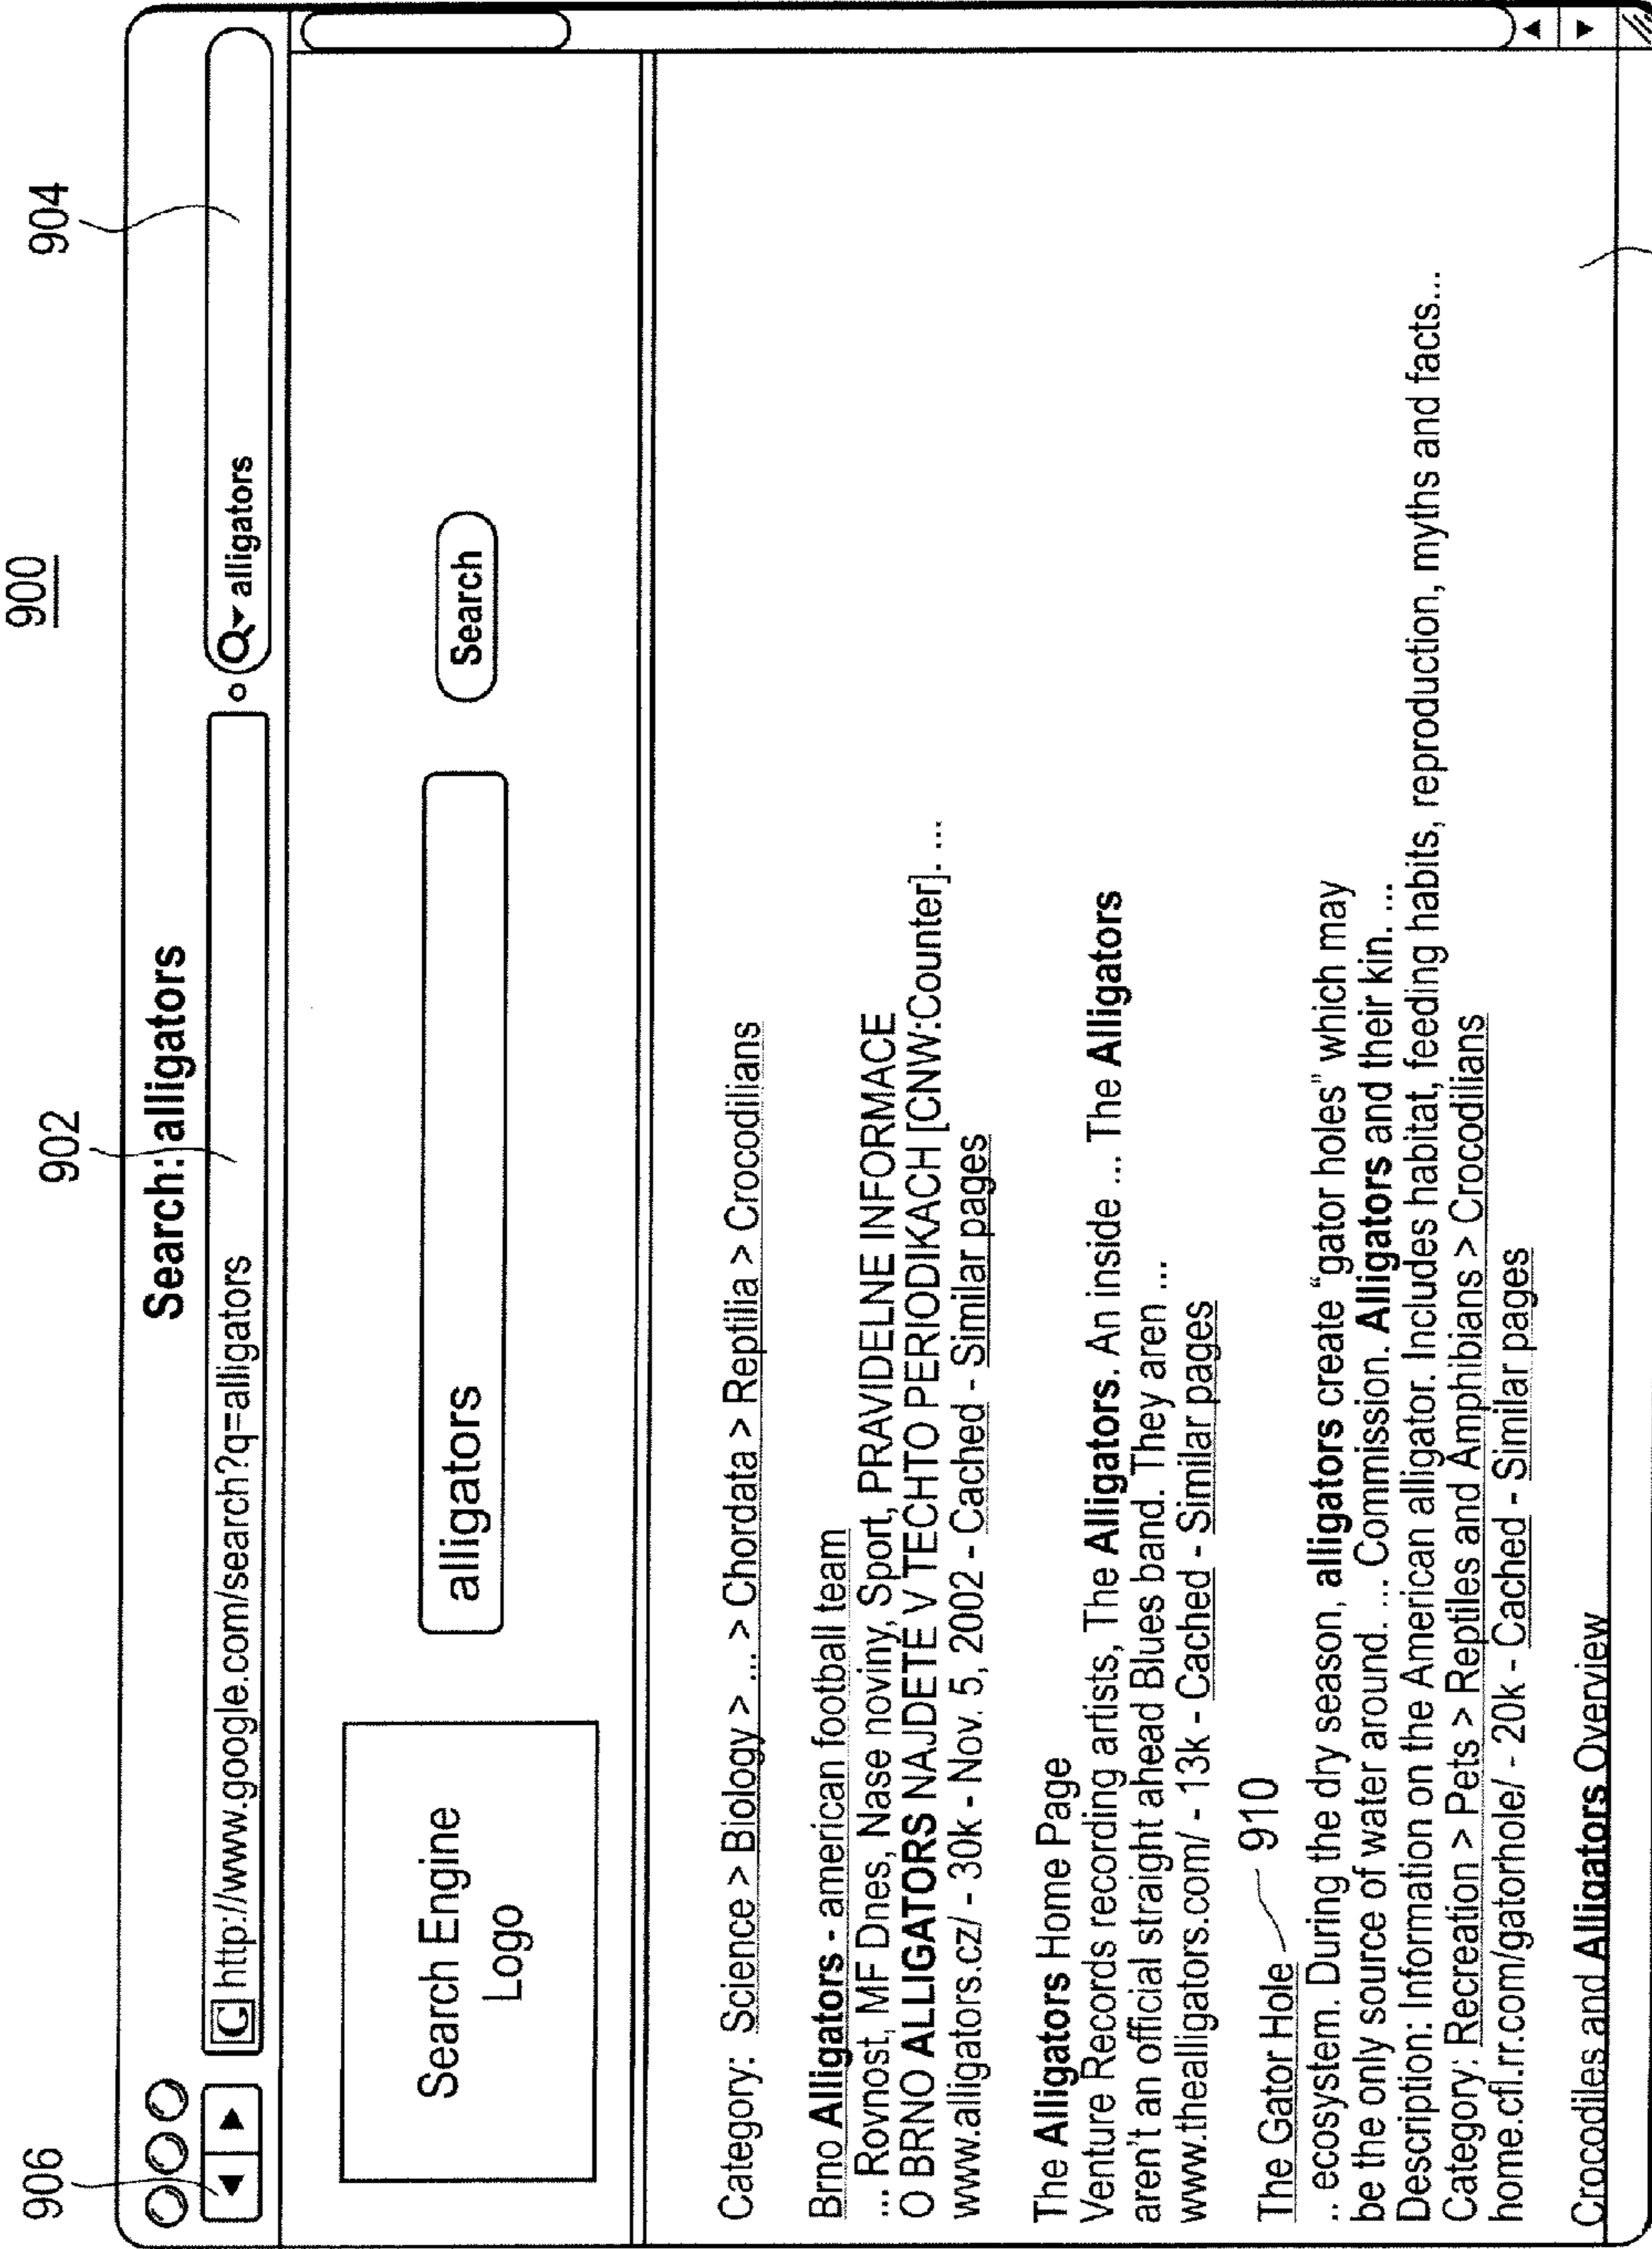 900
906
902
904
Search: alligators
G http://www.google.com/search?q=alligators
alligators
Search Engine
Logo
alligators
Search
Category: Science > Biology > ... > Chordata > Reptilia > Crocodilians
Brno Alligators - american football team
... Rovnost, MF Dnes, Nase noviny, Sport, PRAVIDELNE INFORMACE
O BRNO ALLIGATORS NAJDETE V TECHTO PERIODIKACH [CNW:Counter]. ...
www.alligators.cz/ - 30k - Nov. 5, 2002 - Cached - Similar pages
The Alligators Home Page
Venture Records recording artists, The Alligators. An inside ... The Alligators
aren't an official straight ahead Blues band. They aren ...
www.thealligators.com/ - 13k - Cached - Similar pages
The Gator Hole 910
.. ecosystem. During the dry season, alligators create “gator holes” which may
be the only source of water around. ... Commission. Alligators and their kin. ...
Description: Information on the American alligator. Includes habitat, feeding habits, reproduction, myths and facts...
Category: Recreation > Pets > Reptiles and Amphibians > Crocodilians
home.cfl.rr.com/gatorhole/ - 20k - Cached - Similar pages
Crocodiles and Alligators Overview